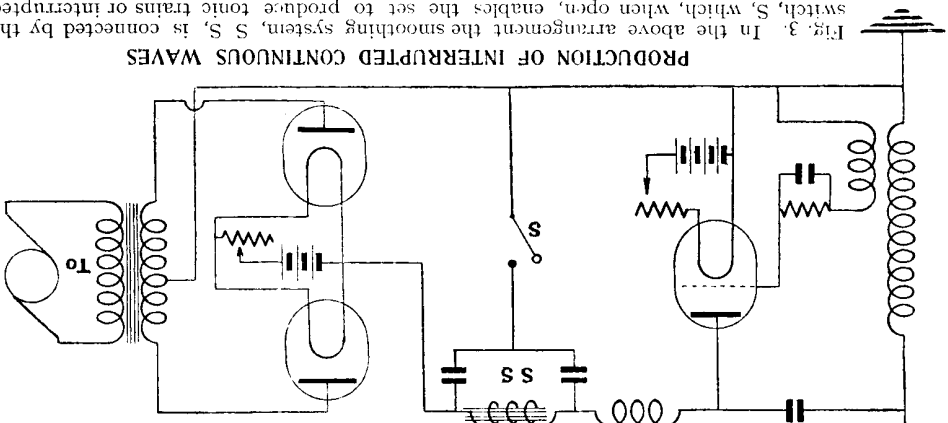 S S
S
To
PRODUCTION OF INTERRUPTED CONTINUOUS WAVES
Fig. 3. In the above arrangement the smoothing system, S S, is connected by th
switch, S, which, when open, enables the set to produce tonic trains or interrupte